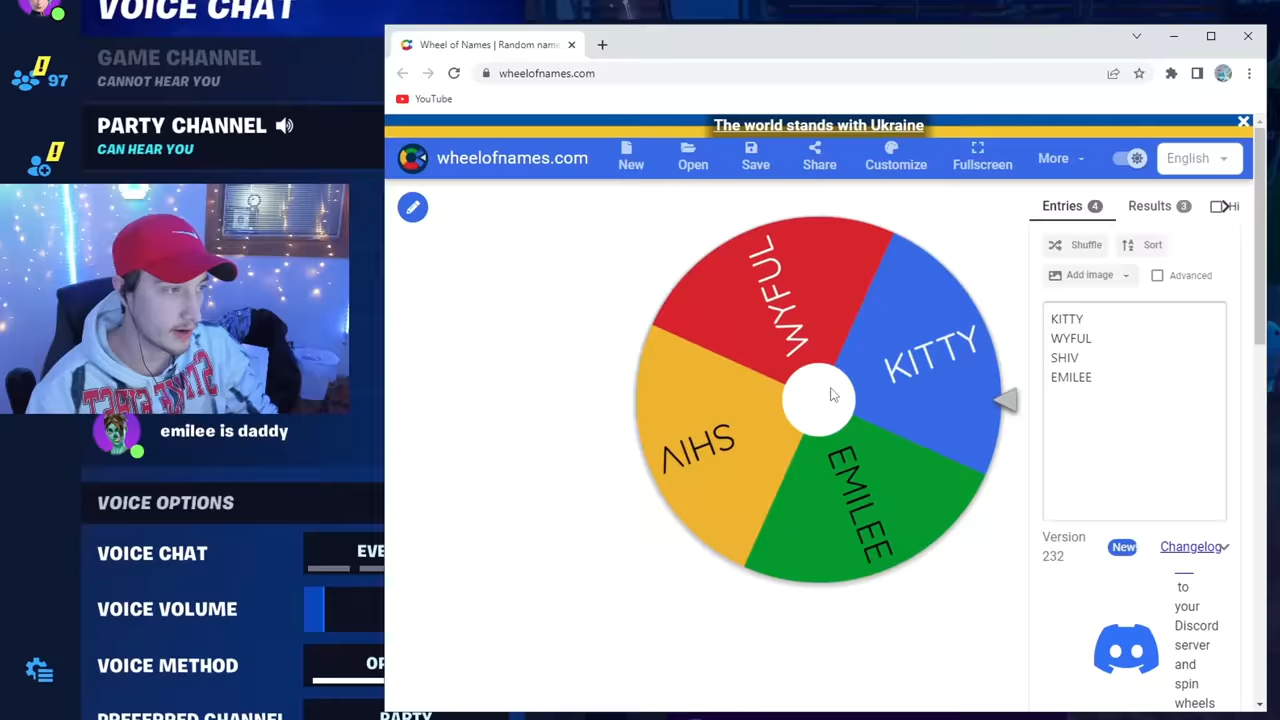 VOICE CHAT
GAME CHANNEL
CANNOT HEAR YOU
97
PARTY CHANNEL
CAN HEAR YOU
emilee is daddy
VOICE OPTIONS
VOICE CHAT
EVE
VOICE VOLUME
VOICE METHOD
OP
PREFERRED CHANNEL
PARTY
Wheel of Names | Random name
wheelofnames.com
YouTube
The world stands with Ukraine
wheelofnames.com
New
Open
Save
Share
Customize
Fullscreen
More
English
WYFUL
KITTY
SHIV
EMILEE
Entries 4
Results 3
Hi
Shuffle
Sort
Add image
Advanced
KITTY
WYFUL
SHIV
EMILEE
Version
232
New
Changelog
to
your
Discord
server
and
spin
wheels